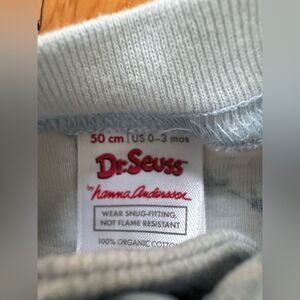 50 cm | US 0-3 mos
Dr. Seuss
by hanna andersson
WEAR SNUG-FITTING,
NOT FLAME RESISTANT
100% ORGANIC COTTO